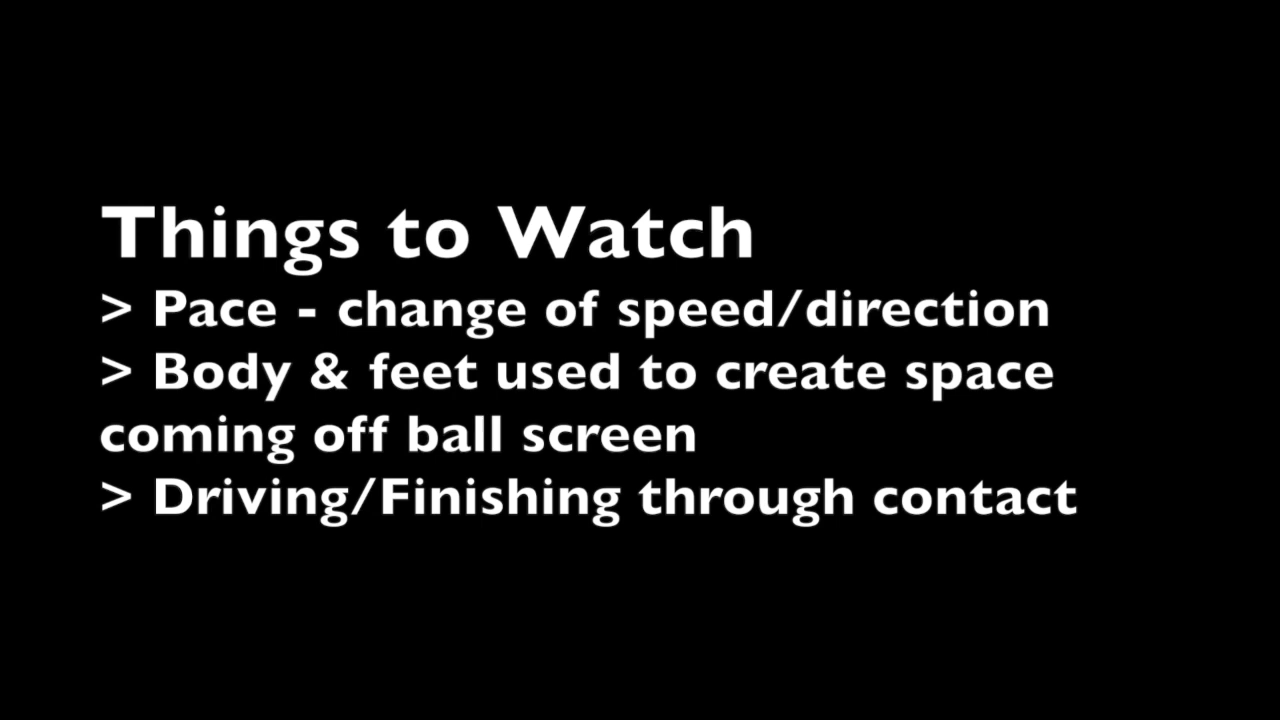 Things to Watch
> Pace - change of speed/direction
> Body & feet used to create space
coming off ball screen
> Driving/Finishing through contact